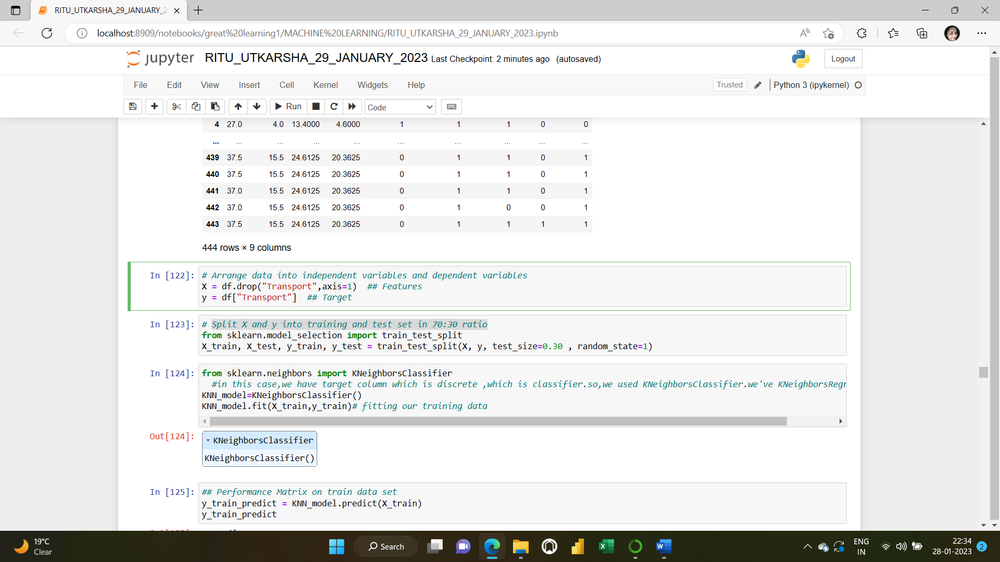 RITU_UTKARSHA_29_JANUARY_2
localhost:8909/notebooks/great%20learning1/MACHINE%20LEARNING/RITU_UTKARSHA_29_JANUARY_2023.ipynb
jupyter RITU_UTKARSHA_29_JANUARY_2023 Last Checkpoint: 2 minutes ago (autosaved) Logout
File Edit View Insert Cell Kernel Widgets Help Trusted Python 3 (ipykernel)
Run Code
4 27.0 4.0 13.4000 4.6000 1 1 1 0 0
... ... ... ... ... ... ... ... ... ...
439 37.5 15.5 24.6125 20.3625 0 1 1 0 1
440 37.5 15.5 24.6125 20.3625 0 1 1 0 1
441 37.0 15.5 24.6125 20.3625 0 1 1 0 1
442 37.0 15.5 24.6125 20.3625 0 1 0 0 1
443 37.5 15.5 24.6125 20.3625 0 1 1 1 1
444 rows × 9 columns
In [122]: # Arrange data into independent variables and dependent variables
X = df.drop("Transport",axis=1) ## Features
y = df["Transport"] ## Target
In [123]: # Split X and y into training and test set in 70:30 ratio
from sklearn.model_selection import train_test_split
X_train, X_test, y_train, y_test = train_test_split(X, y, test_size=0.30 , random_state=1)
In [124]: from sklearn.neighbors import KNeighborsClassifier
#in this case,we have target column which is discrete ,which is classifier.so,we used KNeighborsClassifier.we've KNeighborsRegr
KNN_model=KNeighborsClassifier()
KNN_model.fit(X_train,y_train)# fitting our training data
Out[124]: KNeighborsClassifier
KNeighborsClassifier()
In [125]: ## Performance Matrix on train data set
y_train_predict = KNN_model.predict(X_train)
y_train_predict
19°C
Clear
Search
ENG
IN
22:34
28-01-2023
2